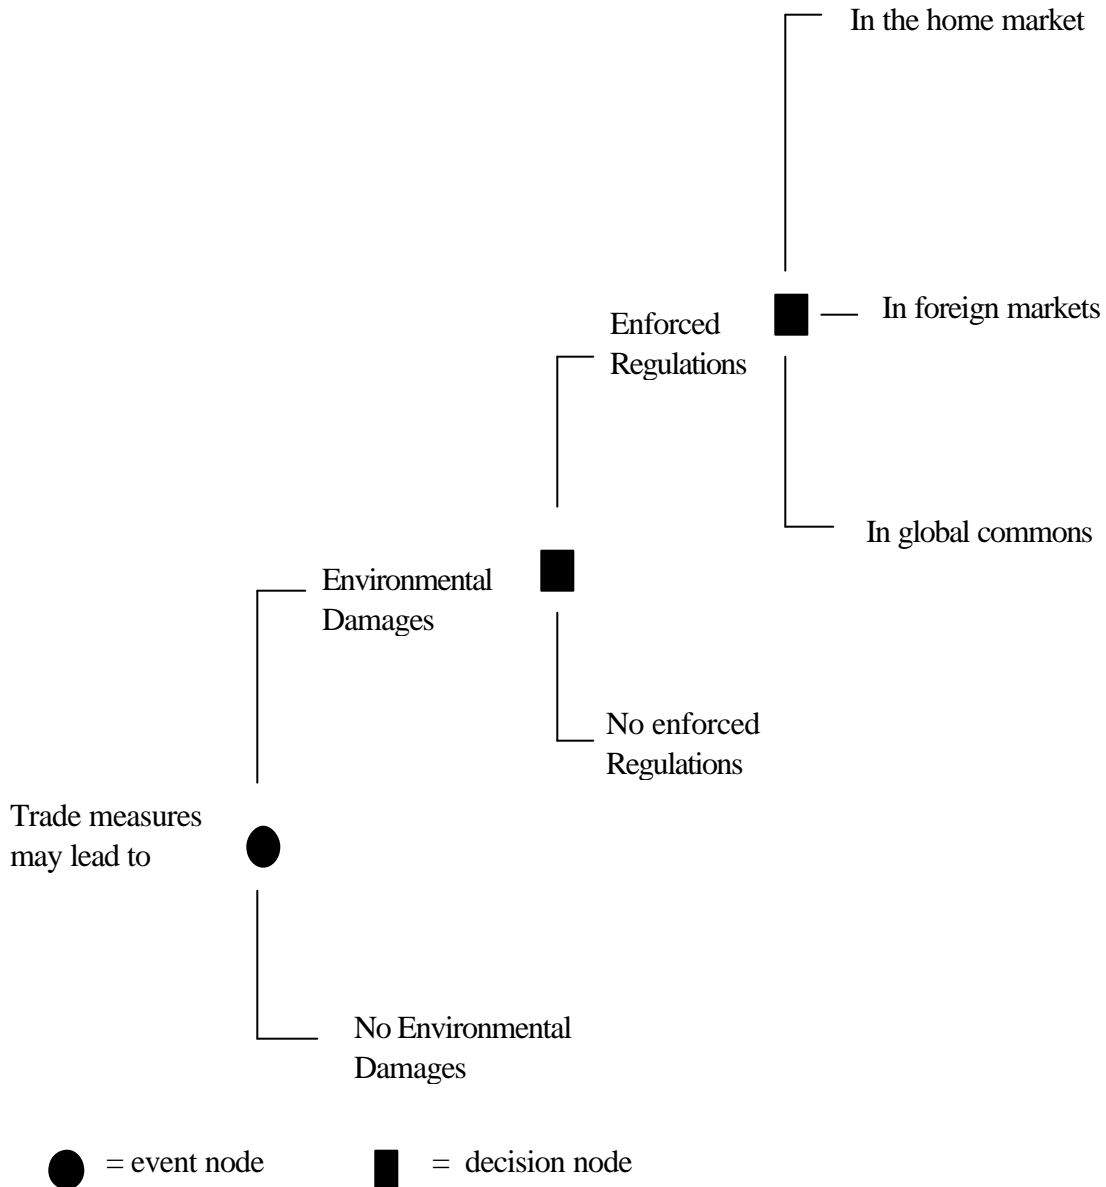 In the home market
In foreign markets
Enforced
Regulations
In global commons
Environmental
Damages
No enforced
Regulations
Trade measures
may lead to
No Environmental
Damages
= event node
= decision node